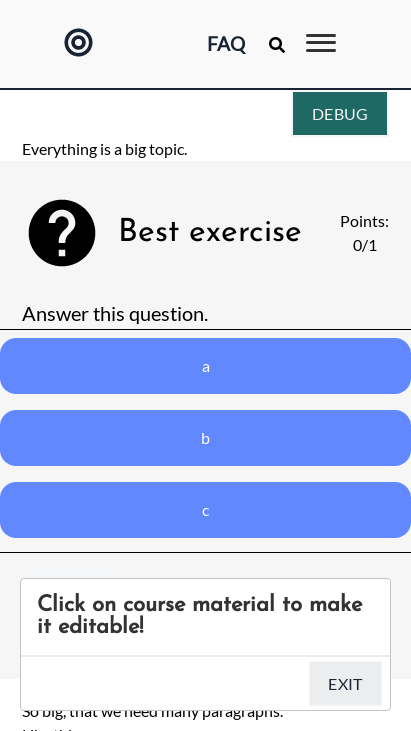 FAQ
DEBUG
Everything is a big topic.
Best exercise
Points:
0/1
Answer this question.
a
b
c
Click on course material to make
it editable!
EXIT
So big, that we need many paragraphs.